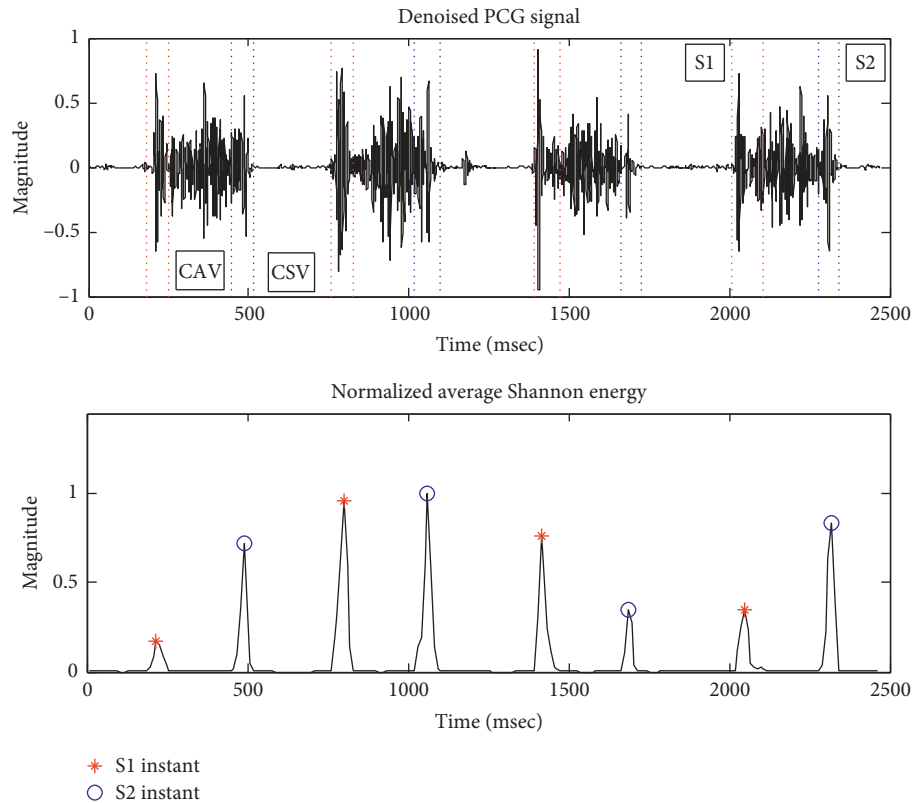 Denoised PCG signal
1
0.5
0
−0.5
−1
Magnitude
S1
S2
CAV
CSV
0
500
1000
1500
2000
2500
Time (msec)
Normalized average Shannon energy
1
0.5
0
Magnitude
0
500
1000
1500
2000
2500
Time (msec)
S1 instant
S2 instant